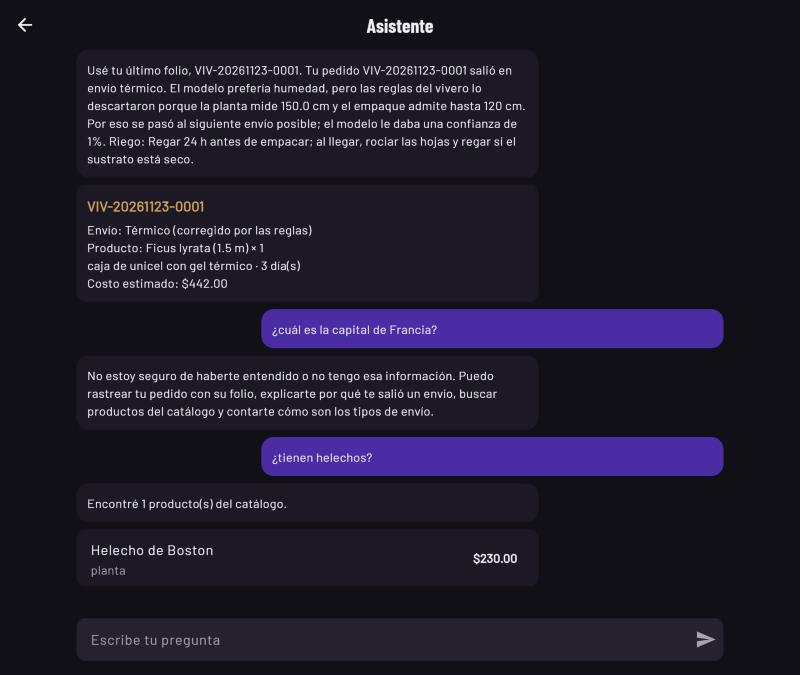 Asistente
Usé tu último folio, VIV-20261123-0001. Tu pedido VIV-20261123-0001 salió en
envío térmico. El modelo prefería humedad, pero las reglas del vivero lo
descartaron porque la planta mide 150.0 cm y el empaque admite hasta 120 cm.
Por eso se pasó al siguiente envío posible; el modelo le daba una confianza de
1%. Riego: Regar 24 h antes de empacar; al llegar, rociar las hojas y regar si el
sustrato está seco.
VIV-20261123-0001
Envío: Térmico (corregido por las reglas)
Producto: Ficus lyrata (1.5 m) × 1
caja de unicel con gel térmico · 3 día(s)
Costo estimado: $442.00
¿cuál es la capital de Francia?
No estoy seguro de haberte entendido o no tengo esa información. Puedo
rastrear tu pedido con su folio, explicarte por qué te salió un envío, buscar
productos del catálogo y contarte cómo son los tipos de envío.
¿tienen helechos?
Encontré 1 producto(s) del catálogo.
Helecho de Boston
$230.00
planta
Escribe tu pregunta